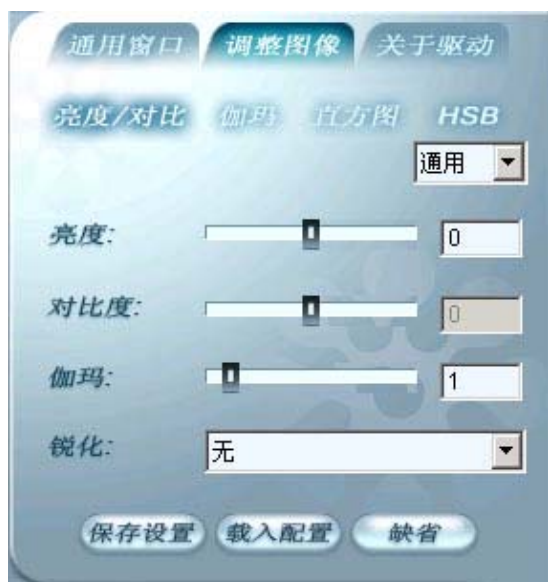 通用窗口 调整图像 关于驱动
亮度/对比 伽玛 直方图 HSB
通用
亮度: 0
对比度: 0
伽玛: 1
锐化: 无
保存设置 载入配置 缺省